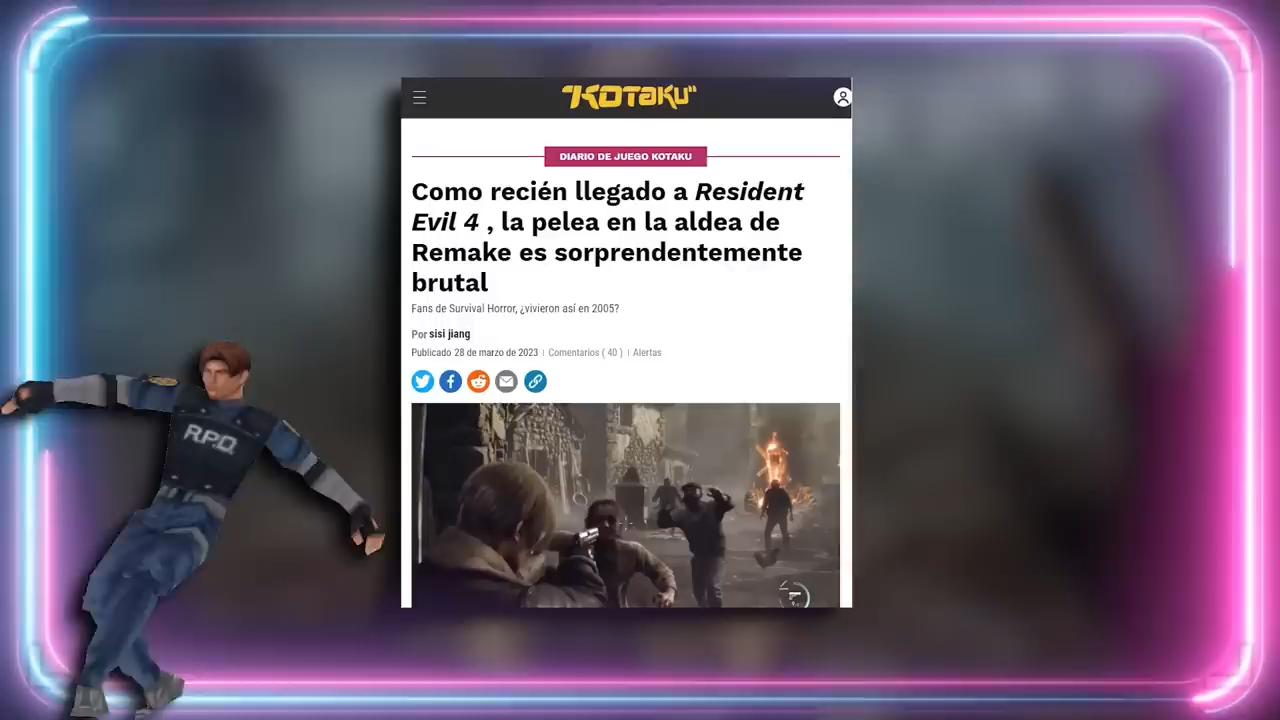 KOTAKU
DIARIO DE JUEGO KOTAKU
Como recién llegado a Resident
Evil 4 , la pelea en la aldea de
Remake es sorprendentemente
brutal
Fans de Survival Horror, ¿vivieron así en 2005?
Por sisi jiang
Publicado 28 de marzo de 2023 | Comentarios ( 40 ) | Alertas
R.P.D.